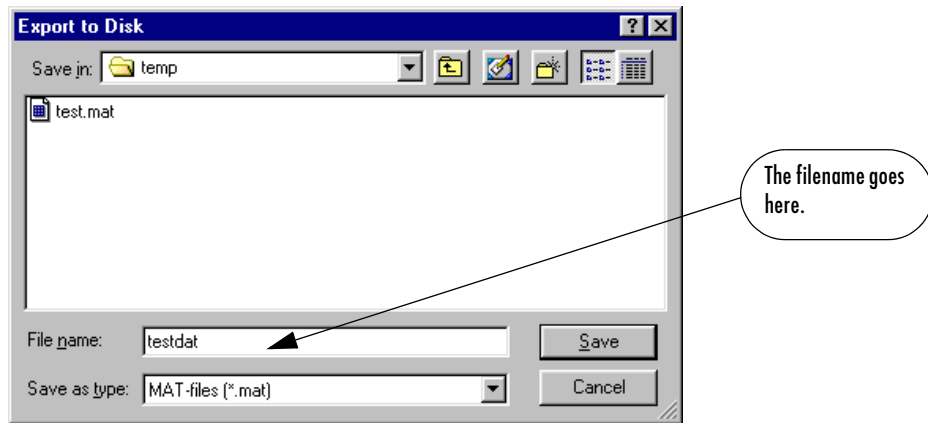 Export to Disk
Save in: temp
test.mat
The filename goes
here.
File name: testdat
Save
Save as type: MAT-files (*.mat)
Cancel